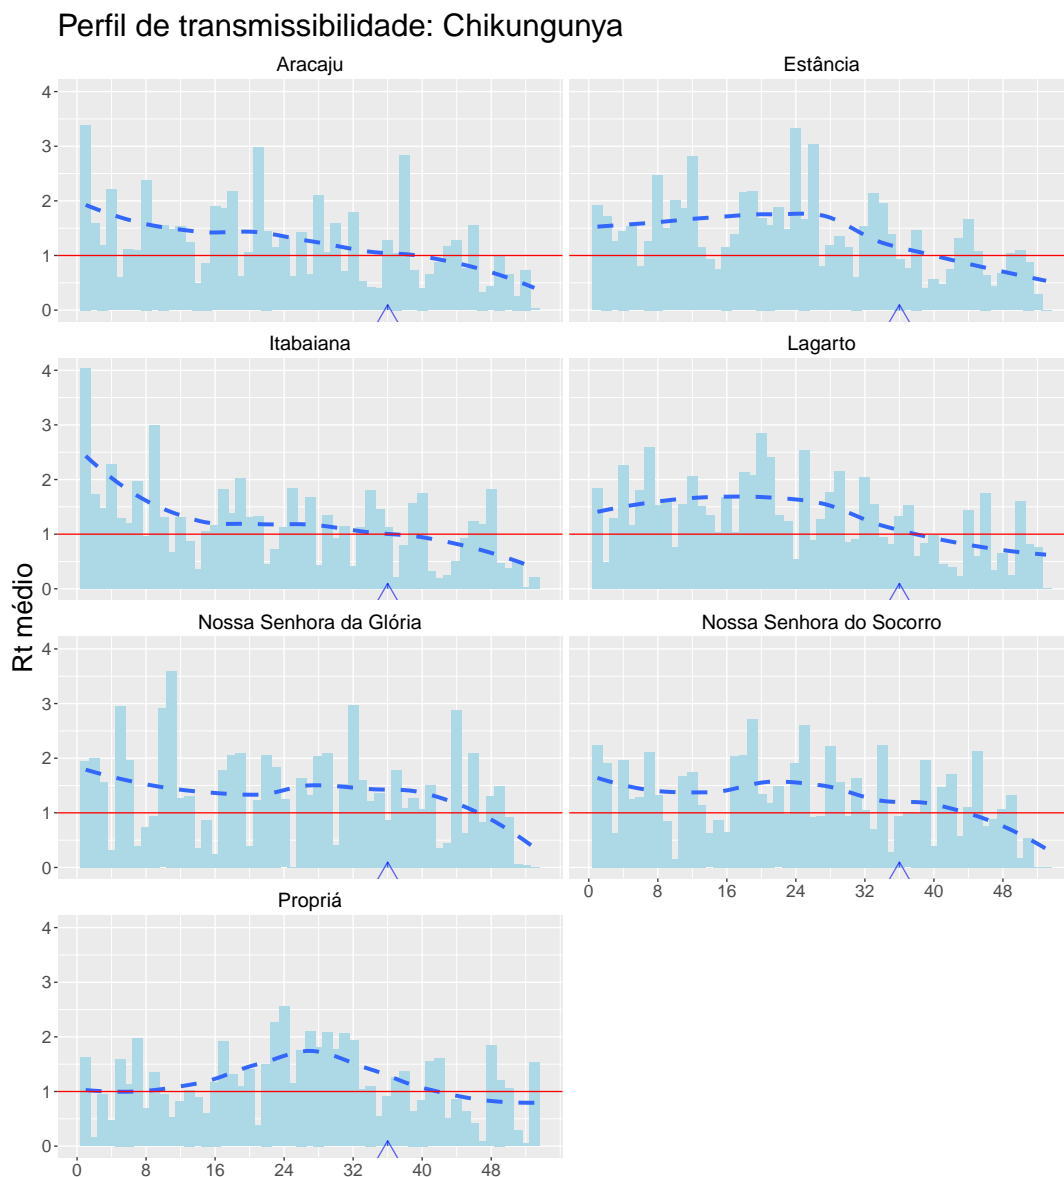 Perfil de transmissibilidade: Chikungunya
Aracaju
Estância
4
3
2
1
0
Itabaiana
Lagarto
4
3
2
1
0
Rt médio
Nossa Senhora da Glória
Nossa Senhora do Socorro
4
3
2
1
0
0 8 16 24 32 40 48
Propriá
4
3
2
1
0
0 8 16 24 32 40 48